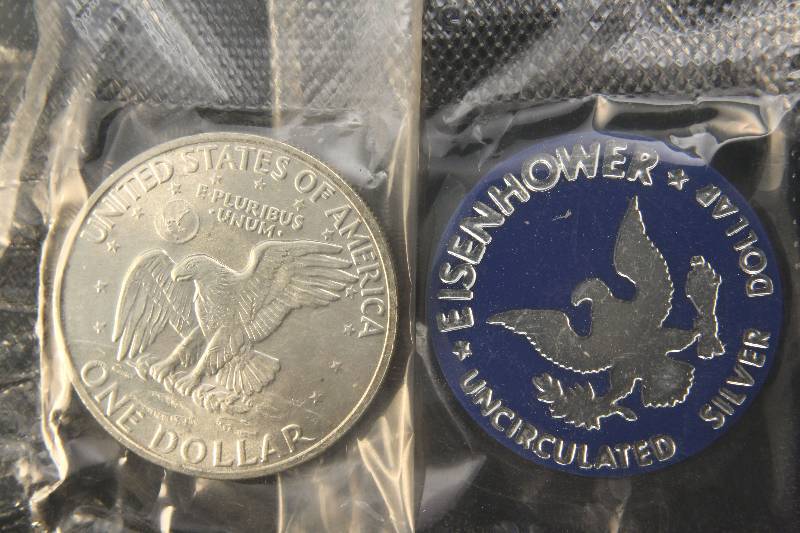 UNITED STATES OF AMERICA
E·PLURIBUS
·UNUM·
ONE DOLLAR
EISENHOWER
DOLLAR
SILVER
UNCIRCULATED